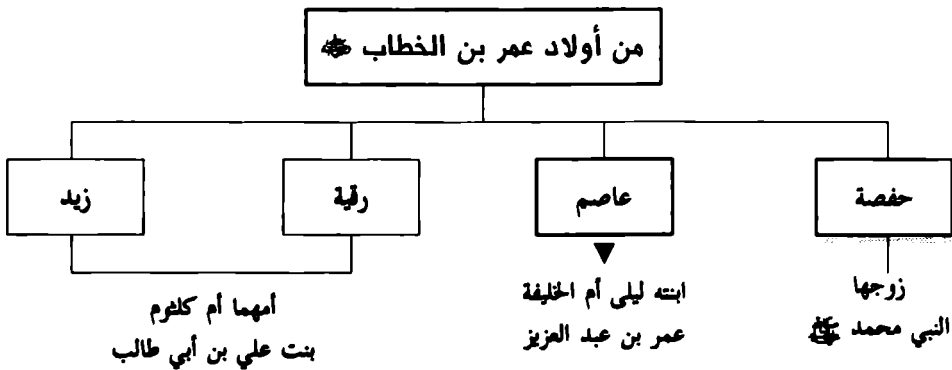 من أولاد عمر بن الخطاب ﷺ
حفصة
عاصم
رقية
زيد
زوجها
النبي محمد ﷺ
ابنته ليلى أم الخليفة
عمر بن عبد العزيز
أمهما أم كلثوم
بنت علي بن أبي طالب